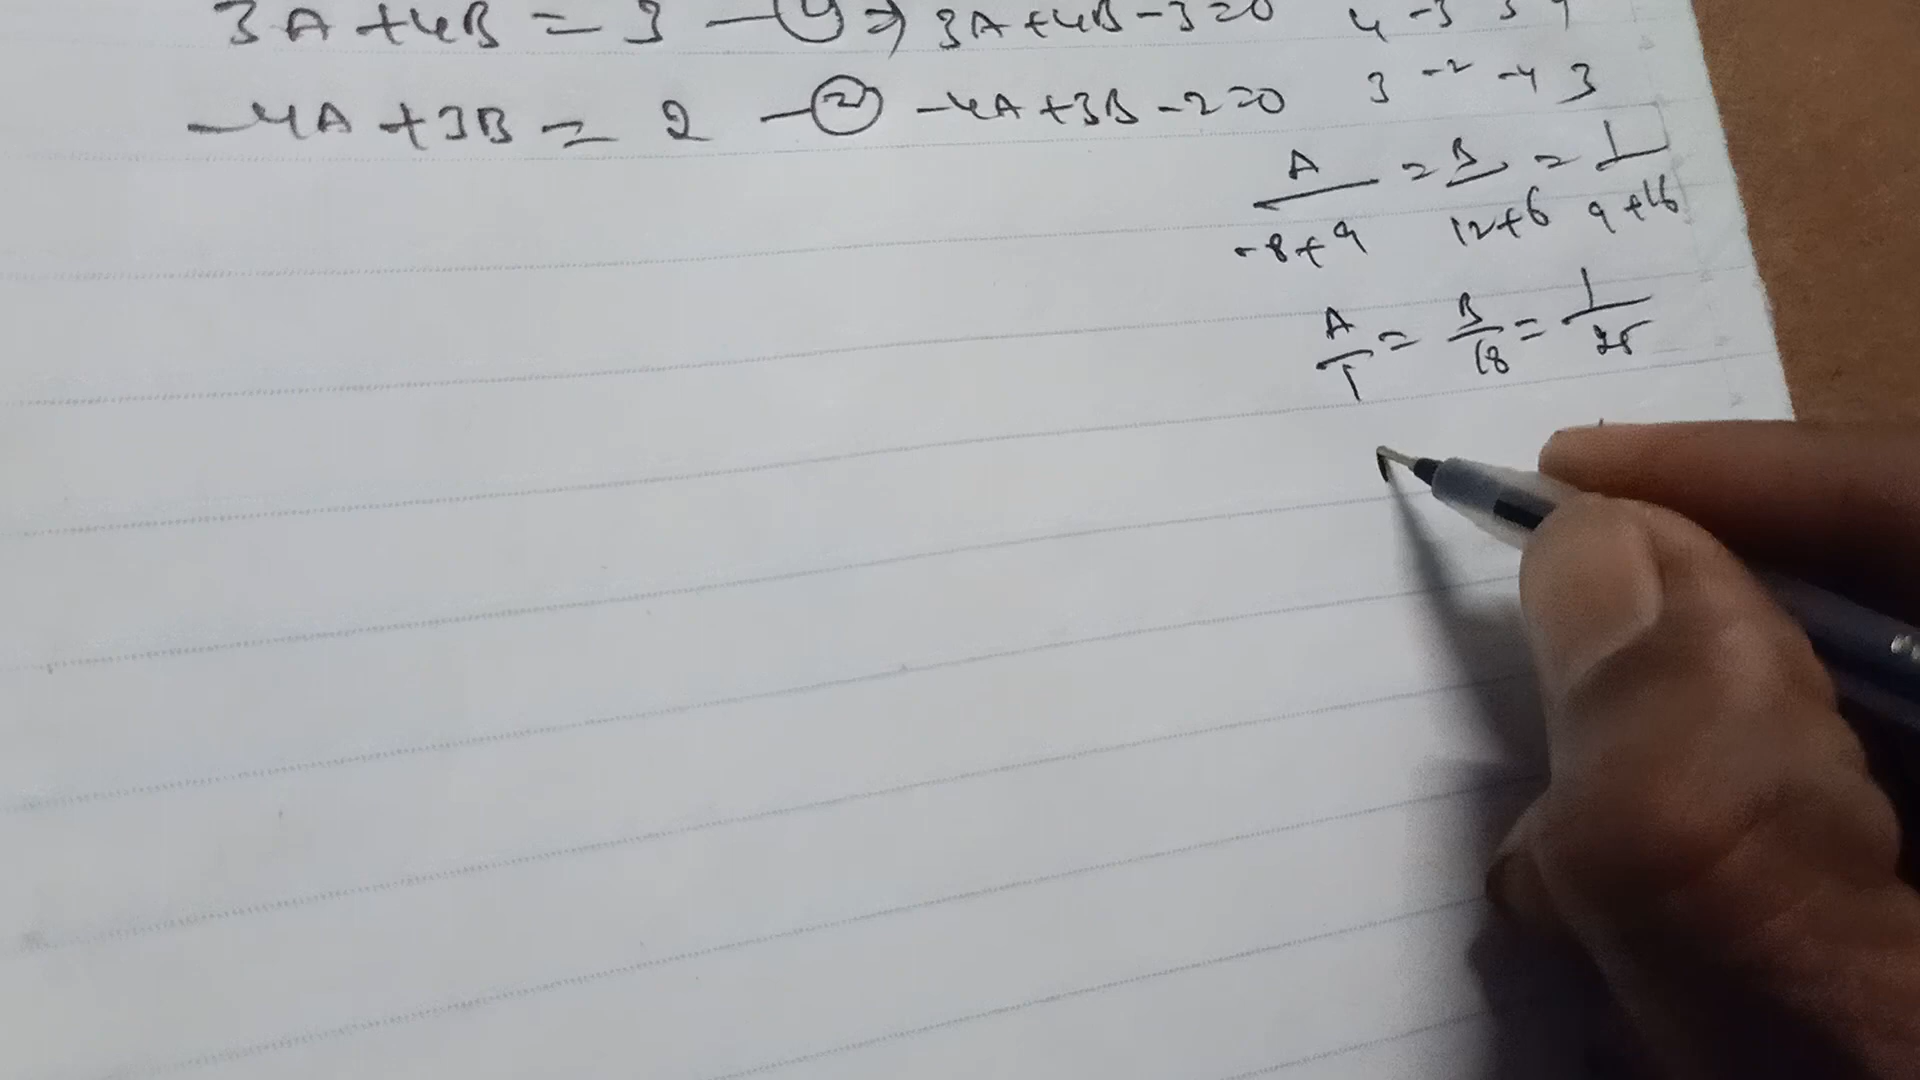 3A + 4B = 3 — ① ⇒ 3A + 4B - 3 = 0 4 -3 3 4
-4A + 3B = 2 — ② -4A + 3B - 2 = 0 3 -2 -4 3
A/(-8+9) = B/(12+6) = 1/(9+16)
A/1 = B/18 = 1/25